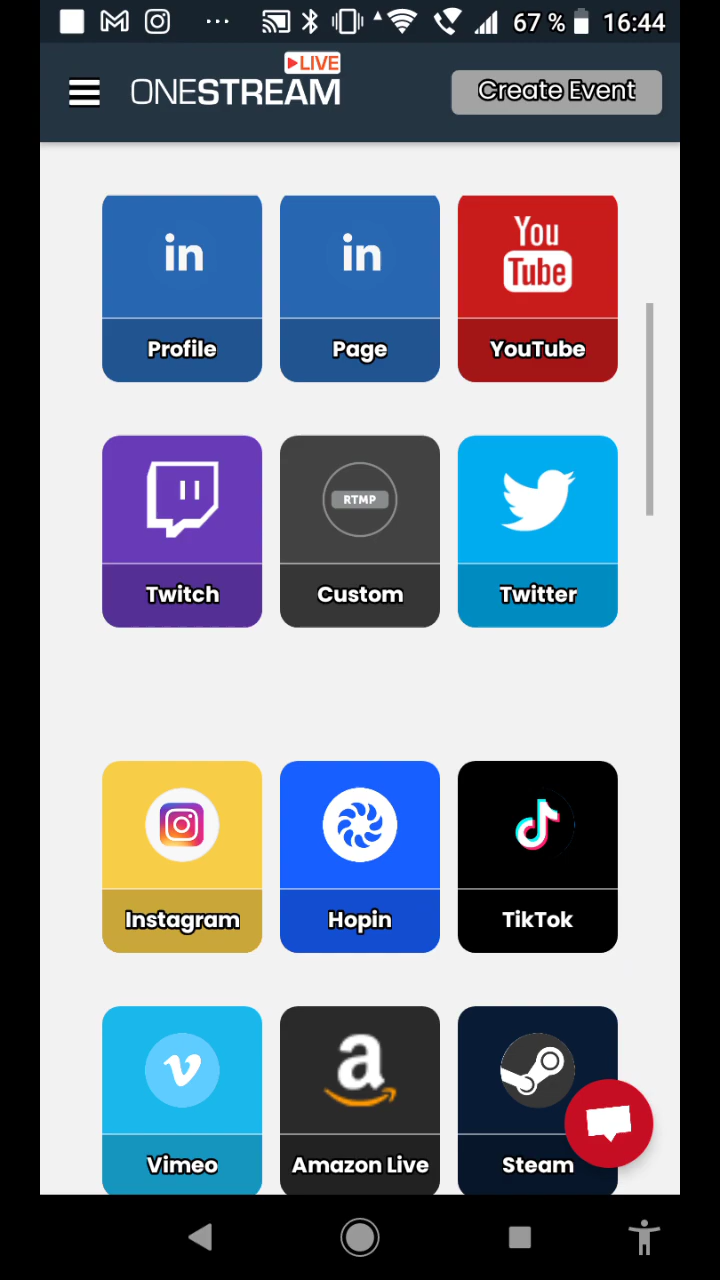 67 % 16:44
LIVE
ONESTREAM
Create Event
in in You
Tube
Profile Page YouTube
RTMP
Twitch Custom Twitter
Instagram Hopin TikTok
a
Vimeo Amazon Live Steam